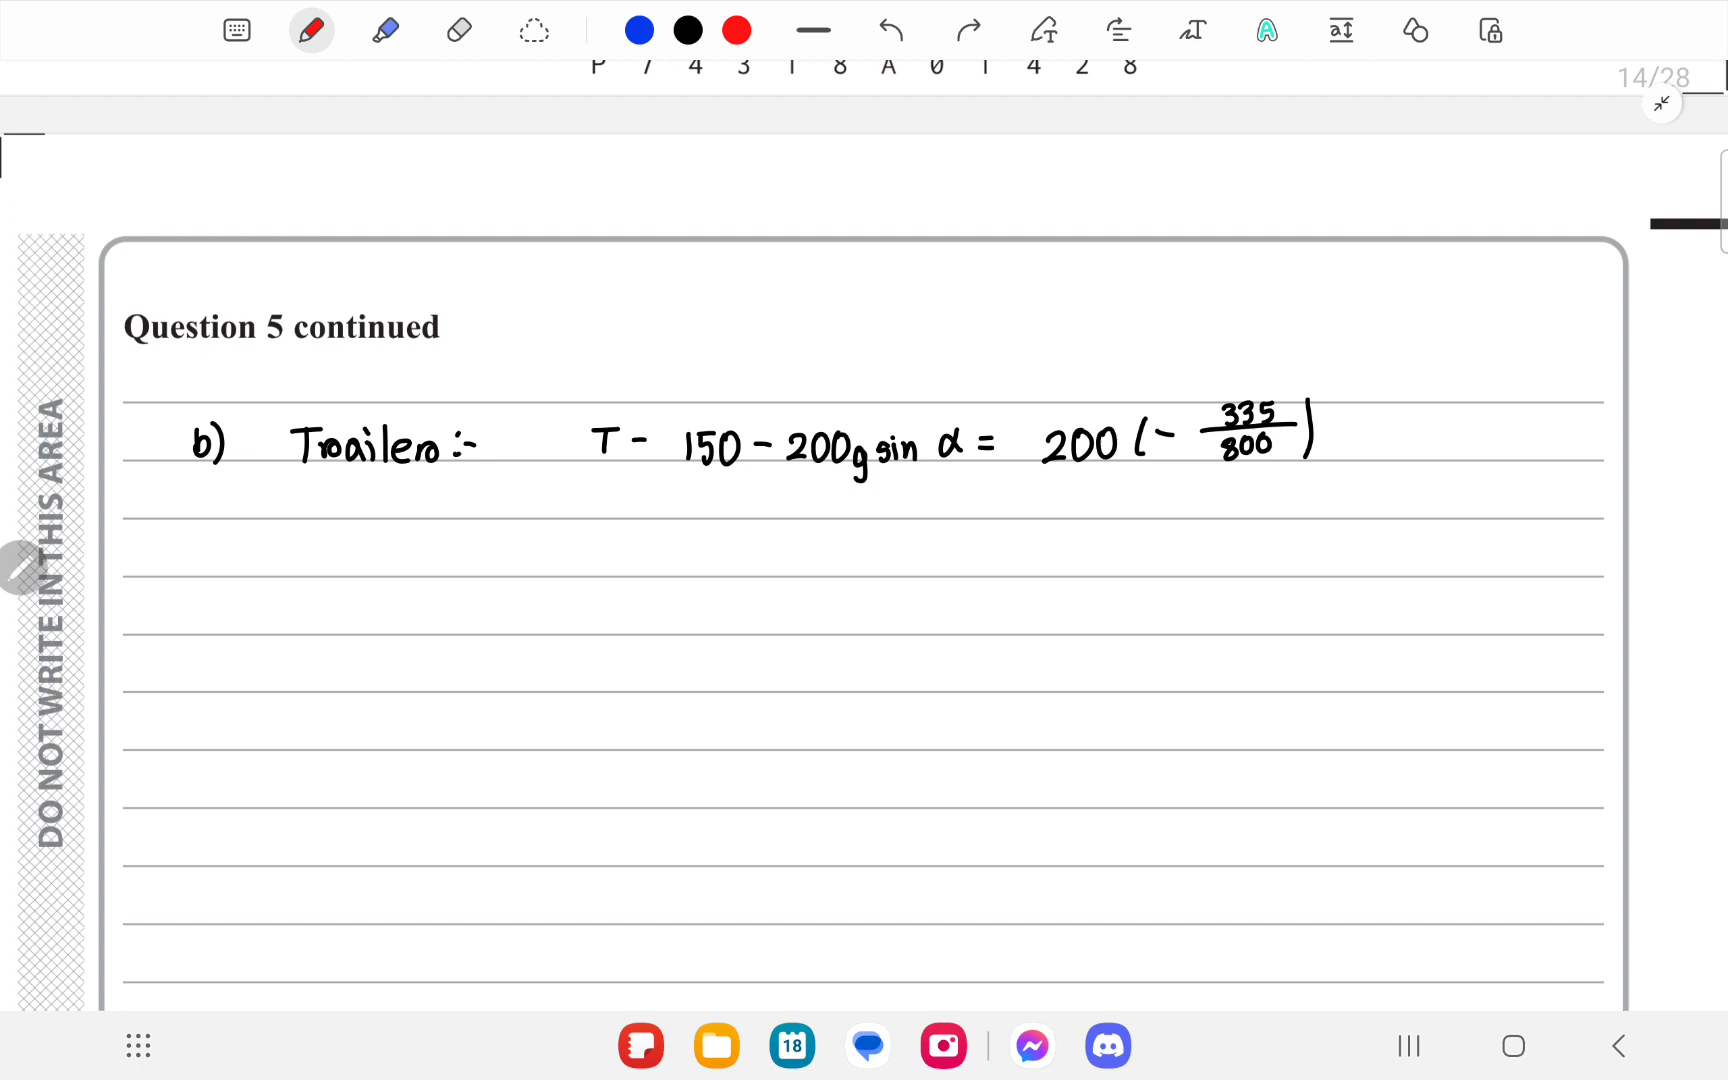 P 7 4 3 1 8 A 0 1 4 2 8
14/28
Question 5 continued
b) Trailer :- T - 150 - 200g sin α = 200 (- 335/800)
DO NOT WRITE IN THIS AREA
18